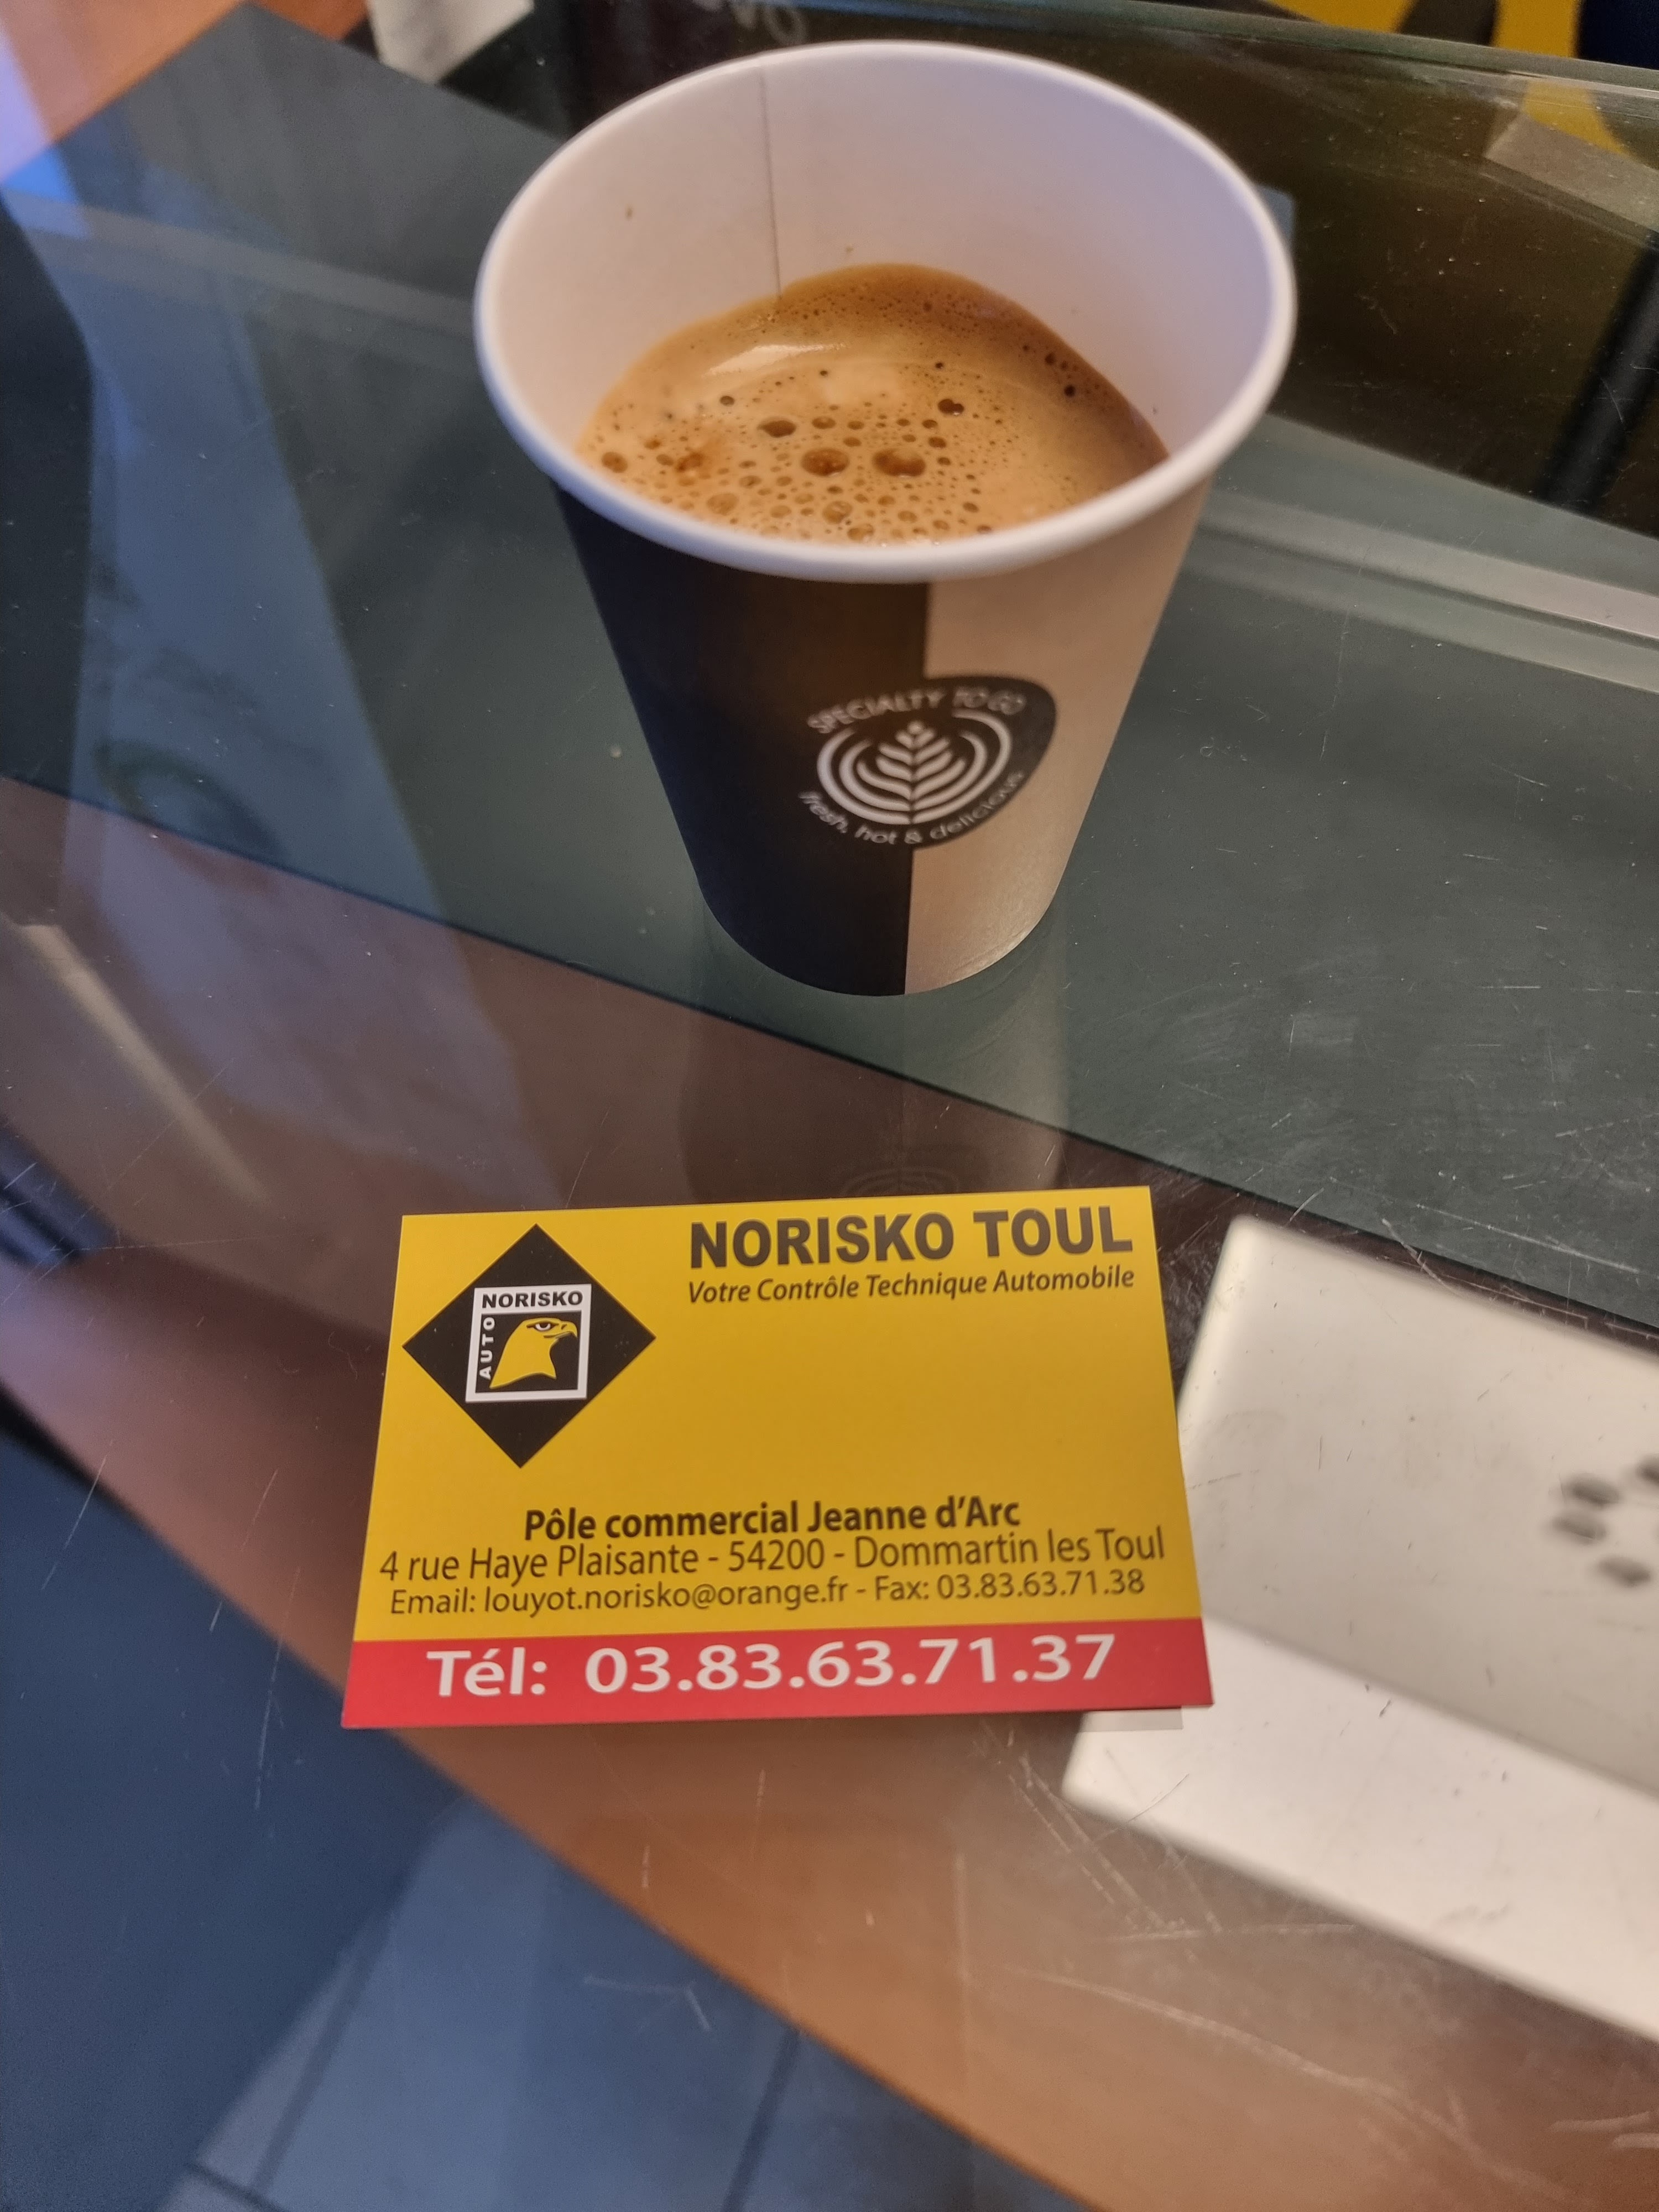 SPECIALTY TO GO
fresh, hot & delicious
NORISKO TOUL
Votre Contrôle Technique Automobile
NORISKO
AUTO
Pôle commercial Jeanne d'Arc
4 rue Haye Plaisante - 54200 - Dommartin les Toul
Email: louyot.norisko@orange.fr - Fax: 03.83.63.71.38
Tél: 03.83.63.71.37